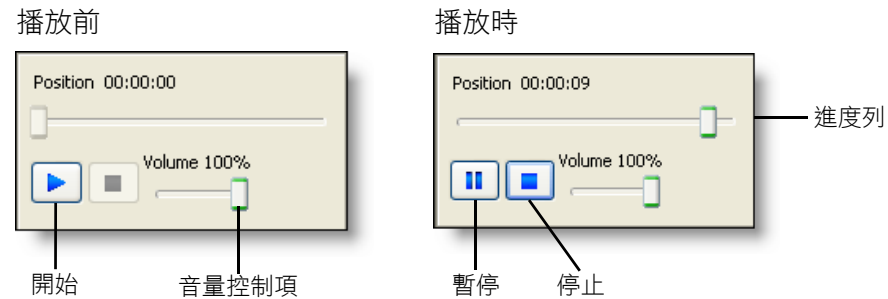 播放前
播放時
Position 00:00:00
Position 00:00:09
進度列
Volume 100%
Volume 100%
開始
音量控制項
暫停
停止